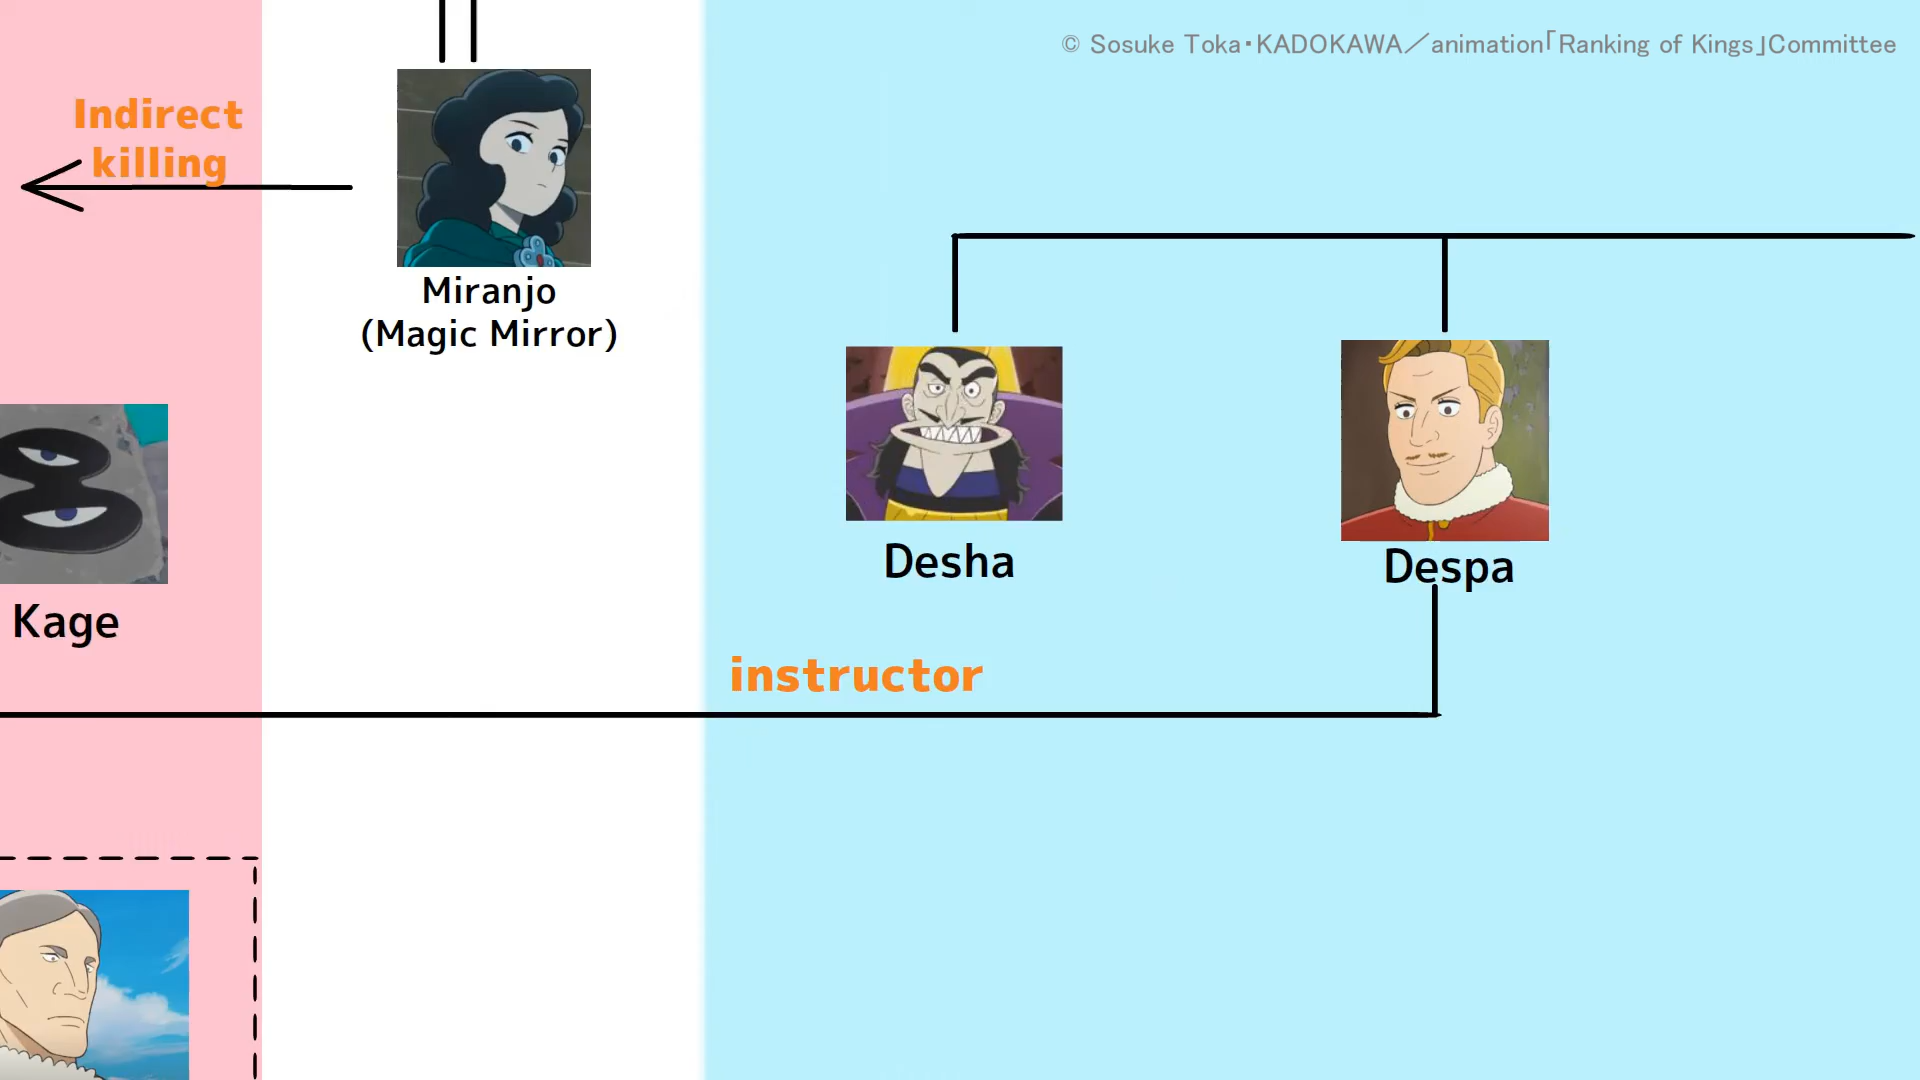 © Sosuke Toka・KADOKAWA／animation「Ranking of Kings」Committee
Indirect
killing
Miranjo
(Magic Mirror)
Desha
Despa
Kage
instructor